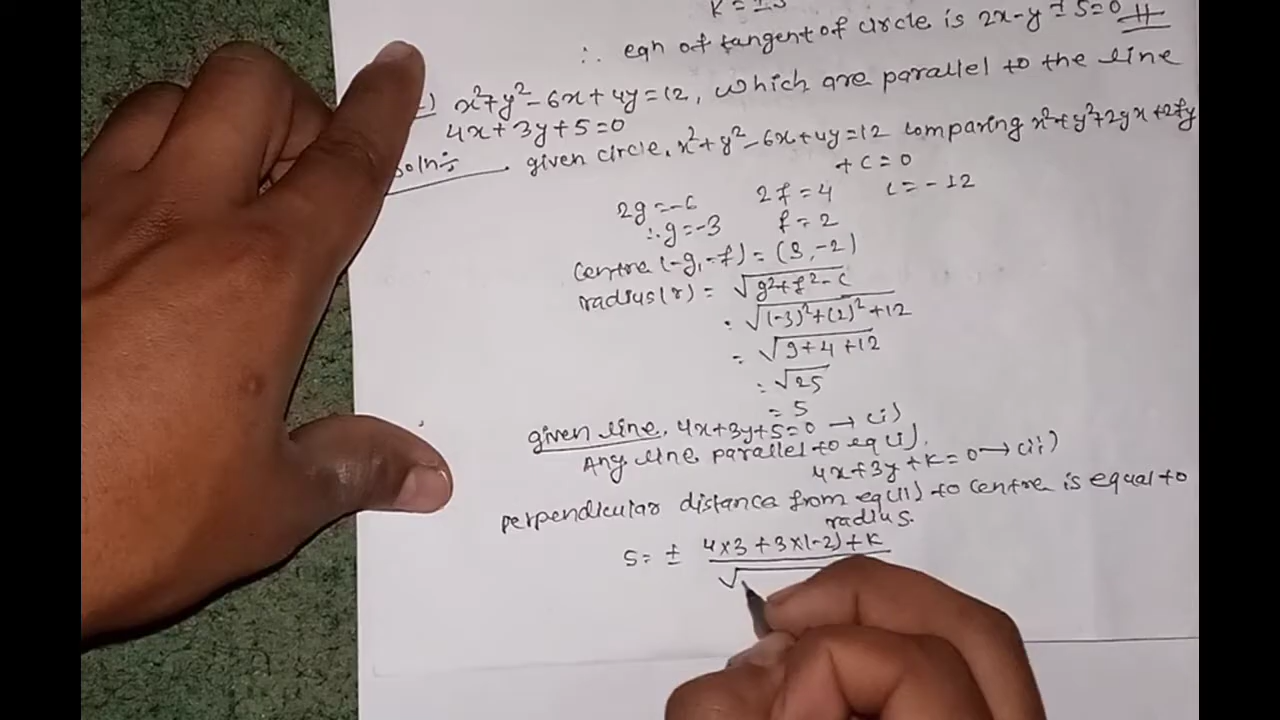 K = ±5
∴ eqn of tangent of circle is 2x-y±5=0 #
) x²+y²-6x+4y=12, which are parallel to the line
4x+3y+5=0
soln÷ given circle, x²+y²-6x+4y=12 comparing x²+y²+2gx+2fy
+c=0
2g=-6 2f=4 c=-12
∴g=-3 f=2
Centre (-g,-f) = (3,-2)
radius(r) = √g²+f²-c
= √(-3)²+(2)²+12
= √9+4+12
= √25
= 5
given line, 4x+3y+5=0 → (i)
Any line parallel to eq(i),
4x+3y+K=0 → (ii)
perpendicular distance from eq(ii) to centre is equal to
radius.
5= ± 4×3+3×(-2)+K
√